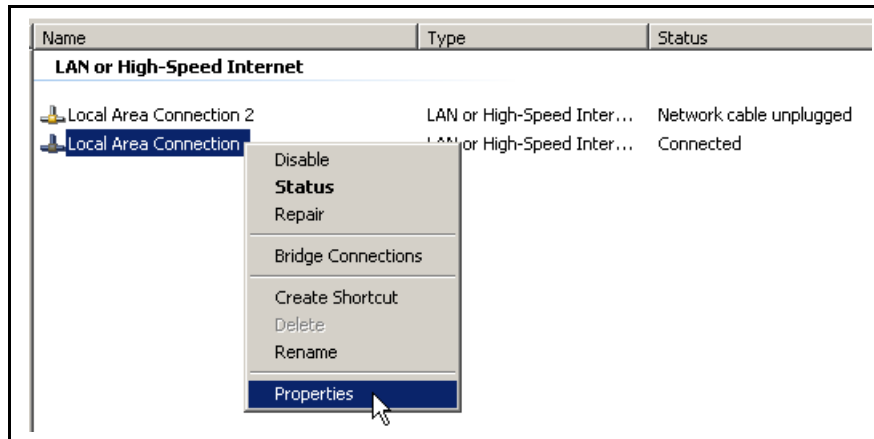 Name Type Status
LAN or High-Speed Internet
Local Area Connection 2 LAN or High-Speed Inter... Network cable unplugged
Local Area Connection LAN or High-Speed Inter... Connected
Disable
Status
Repair
Bridge Connections
Create Shortcut
Delete
Rename
Properties